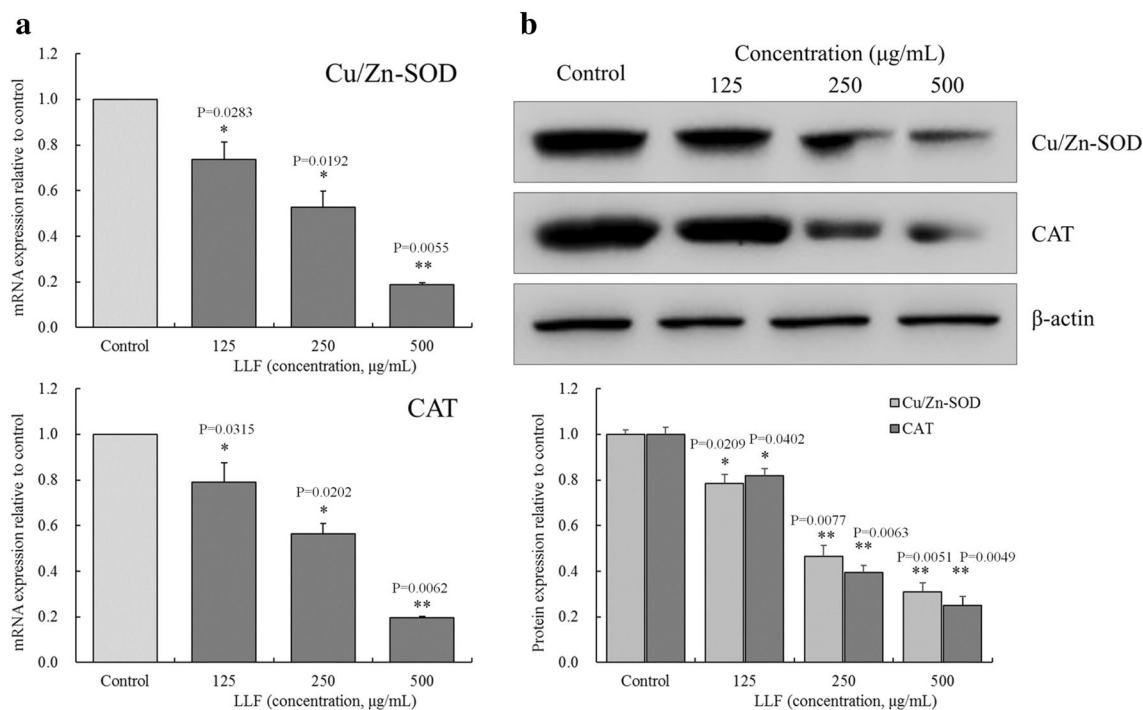 a
Cu/Zn-SOD
mRNA expression relative to control
1.2
1.0
0.8
0.6
0.4
0.2
0.0
P=0.0283
*
P=0.0192
*
P=0.0055
**
Control 125 250 500
LLF (concentration, μg/mL)
CAT
mRNA expression relative to control
1.2
1.0
0.8
0.6
0.4
0.2
0.0
P=0.0315
*
P=0.0202
*
P=0.0062
**
Control 125 250 500
LLF (concentration, μg/mL)
b
Concentration (μg/mL)
Control 125 250 500
Cu/Zn-SOD
CAT
β-actin
Protein expression relative to control
1.2
1.0
0.8
0.6
0.4
0.2
0.0
Cu/Zn-SOD
CAT
P=0.0209 P=0.0402
* *
P=0.0077 P=0.0063
** **
P=0.0051 P=0.0049
** **
Control 125 250 500
LLF (concentration, μg/mL)